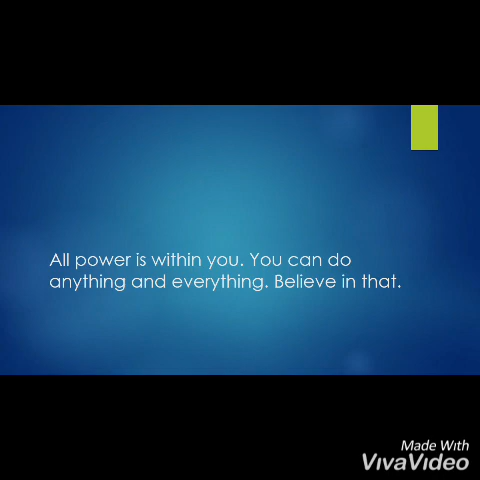 All power is within you. You can do
anything and everything. Believe in that.
Made With
VivaVideo